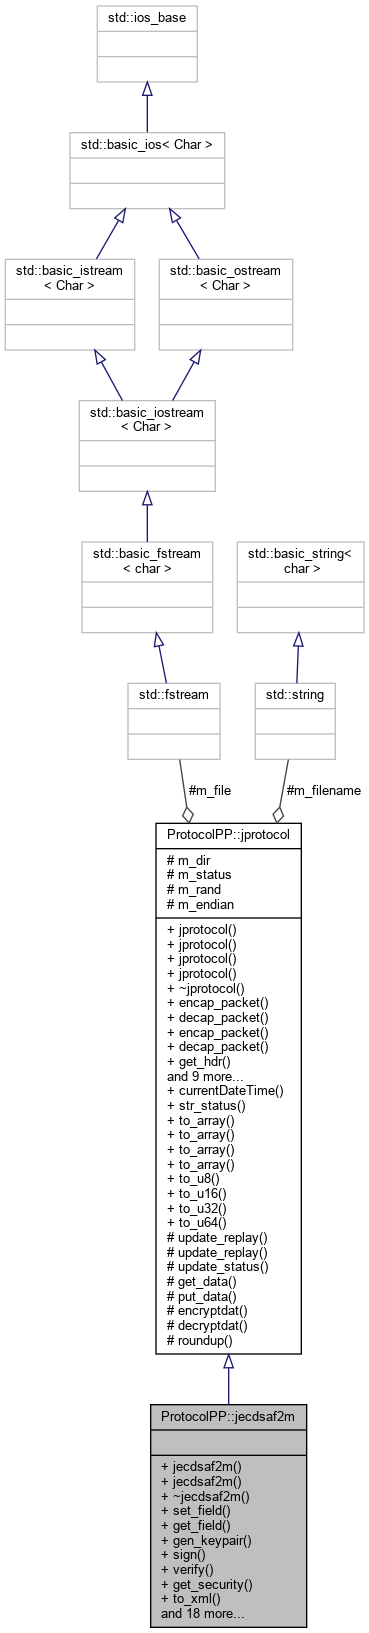 std::ios_base
std::basic_ios< Char >
std::basic_istream
< Char >
std::basic_ostream
< Char >
std::basic_iostream
< Char >
std::basic_fstream
< char >
std::basic_string<
char >
std::fstream
std::string
#m_file
#m_filename
ProtocolPP::jprotocol
# m_dir
# m_status
# m_rand
# m_endian
+ jprotocol()
+ jprotocol()
+ jprotocol()
+ jprotocol()
+ ~jprotocol()
+ encap_packet()
+ decap_packet()
+ encap_packet()
+ decap_packet()
+ get_hdr()
and 9 more...
+ currentDateTime()
+ str_status()
+ to_array()
+ to_array()
+ to_array()
+ to_array()
+ to_u8()
+ to_u16()
+ to_u32()
+ to_u64()
# update_replay()
# update_replay()
# update_status()
# get_data()
# put_data()
# encryptdat()
# decryptdat()
# roundup()
ProtocolPP::jecdsaf2m
+ jecdsaf2m()
+ jecdsaf2m()
+ ~jecdsaf2m()
+ set_field()
+ get_field()
+ gen_keypair()
+ sign()
+ verify()
+ get_security()
+ to_xml()
and 18 more...